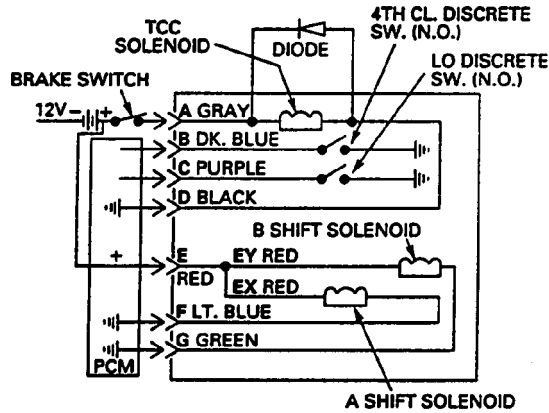 TCC
SOLENOID
DIODE
4TH CL. DISCRETE
SW. (N.O.)
LO DISCRETE
SW. (N.O.)
BRAKE SWITCH
12V - +
A GRAY
B DK. BLUE
C PURPLE
D BLACK
B SHIFT SOLENOID
+
E
RED
EY RED
EX RED
F LT. BLUE
G GREEN
PCM
A SHIFT SOLENOID